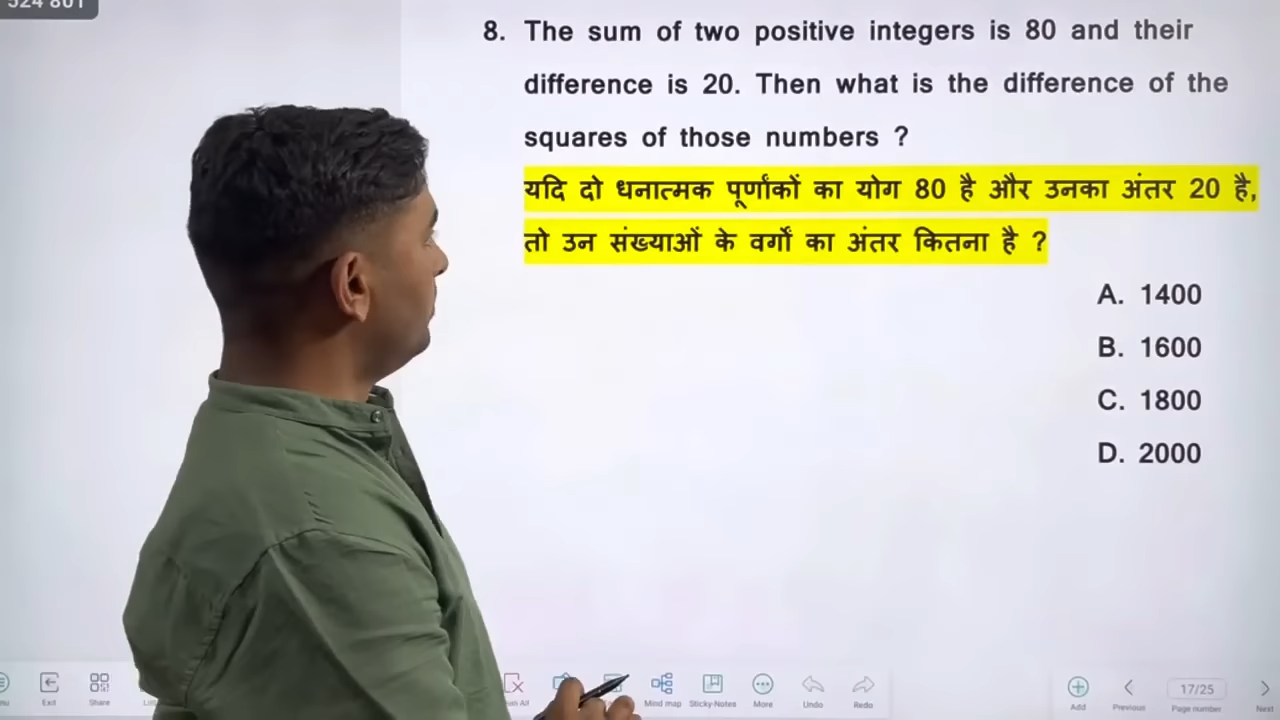 524 801
8. The sum of two positive integers is 80 and their
difference is 20. Then what is the difference of the
squares of those numbers ?
यदि दो धनात्मक पूर्णांकों का योग 80 है और उनका अंतर 20 है,
तो उन संख्याओं के वर्गों का अंतर कितना है ?
A. 1400
B. 1600
C. 1800
D. 2000
Exit Share Mind map Sticky Notes More Undo Redo Add Previous 17/25 Page number Next